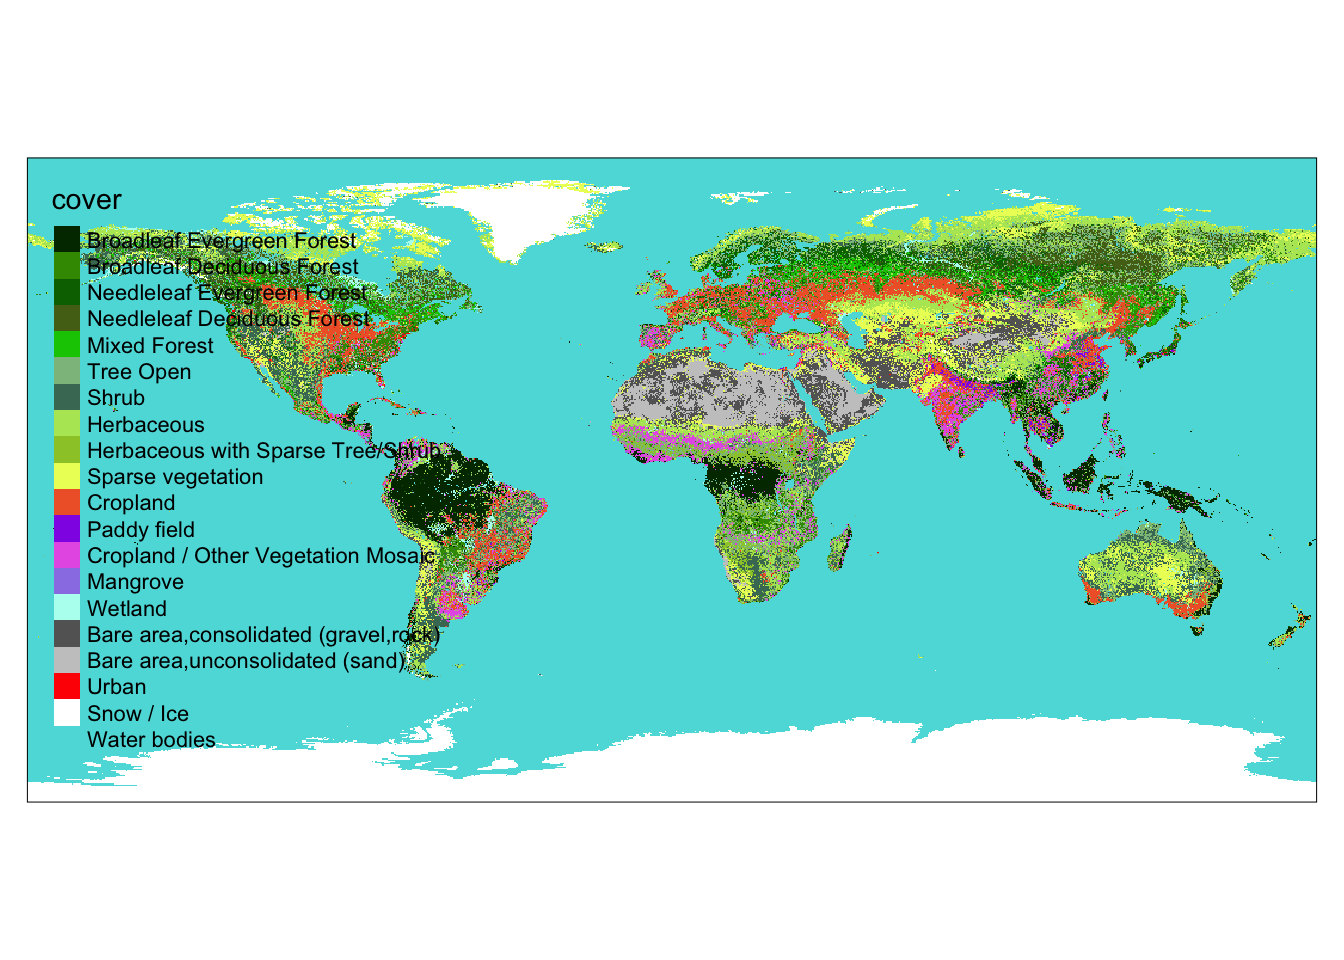 cover
Broadleaf Evergreen Forest
Broadleaf Deciduous Forest
Needleleaf Evergreen Forest
Needleleaf Deciduous Forest
Mixed Forest
Tree Open
Shrub
Herbaceous
Herbaceous with Sparse Tree/Shrub
Sparse vegetation
Cropland
Paddy field
Cropland / Other Vegetation Mosaic
Mangrove
Wetland
Bare area,consolidated (gravel,rock)
Bare area,unconsolidated (sand)
Urban
Snow / Ice
Water bodies